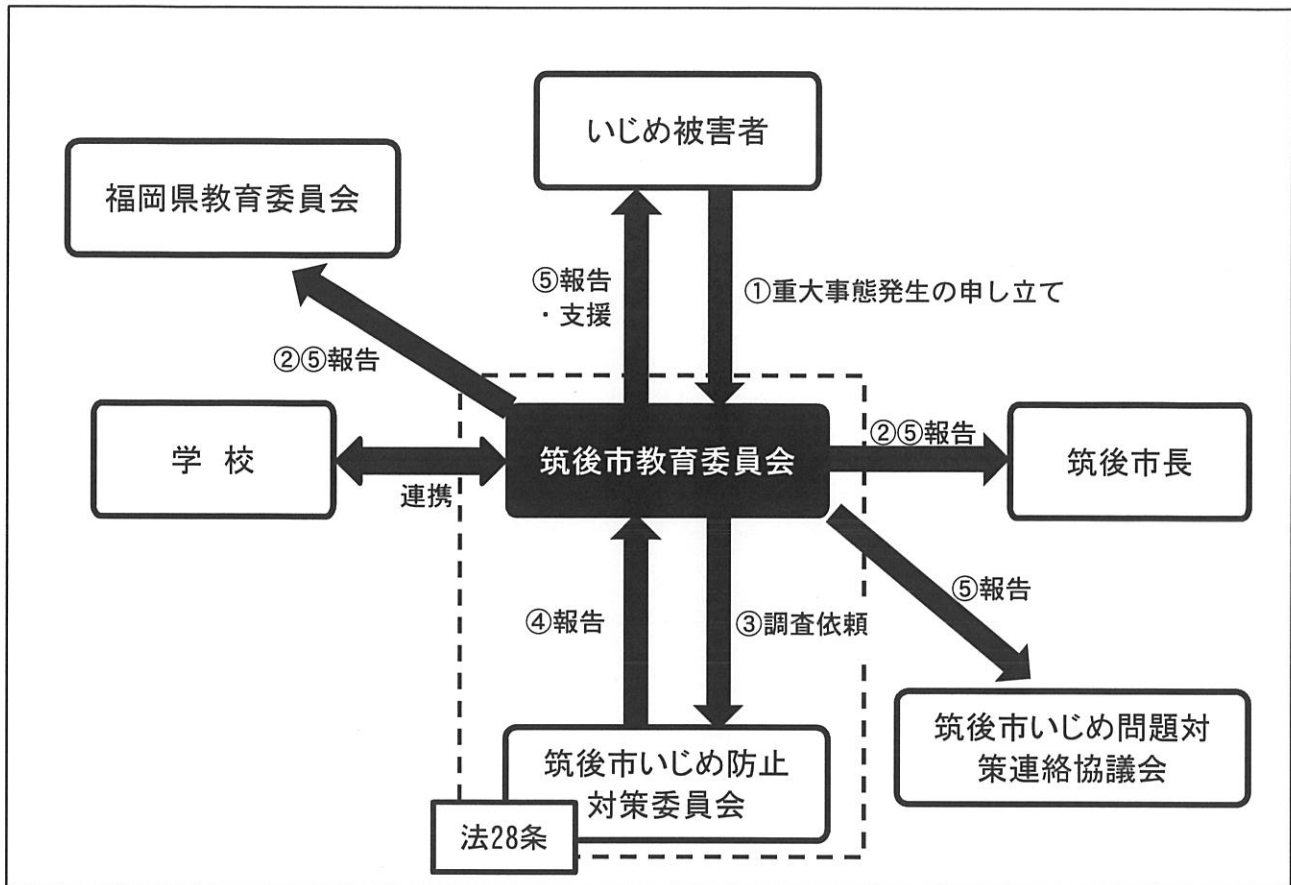 いじめ被害者
福岡県教育委員会
⑤報告
・支援
①重大事態発生の申し立て
②⑤報告
学 校
連携
筑後市教育委員会
②⑤報告
筑後市長
④報告
③調査依頼
⑤報告
筑後市いじめ防止
対策委員会
法28条
筑後市いじめ問題対
策連絡協議会